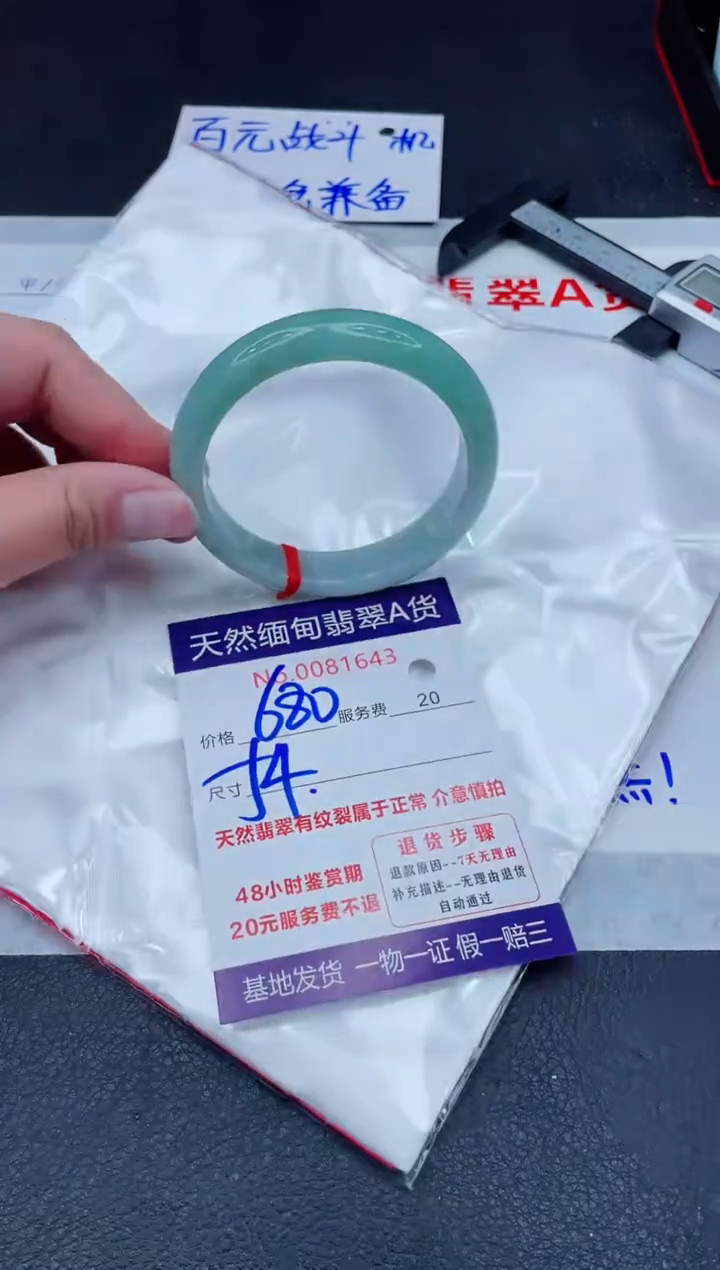 百元战斗机
色兼备
翡翠A货
天然缅甸翡翠A货
No.0081643
价格 680 服务费 20
尺寸 54.
天然翡翠有纹裂属于正常 介意慎拍
48小时鉴赏期
20元服务费不退
退货步骤
退款原因--7天无理由
补充描述--无理由退货
自动通过
基地发货 一物一证 假一赔三
!